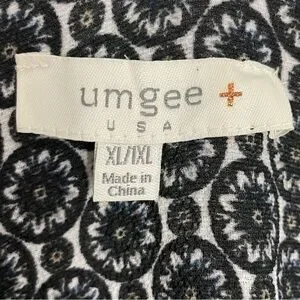 umgee +
USA
XL/1XL
Made in
China